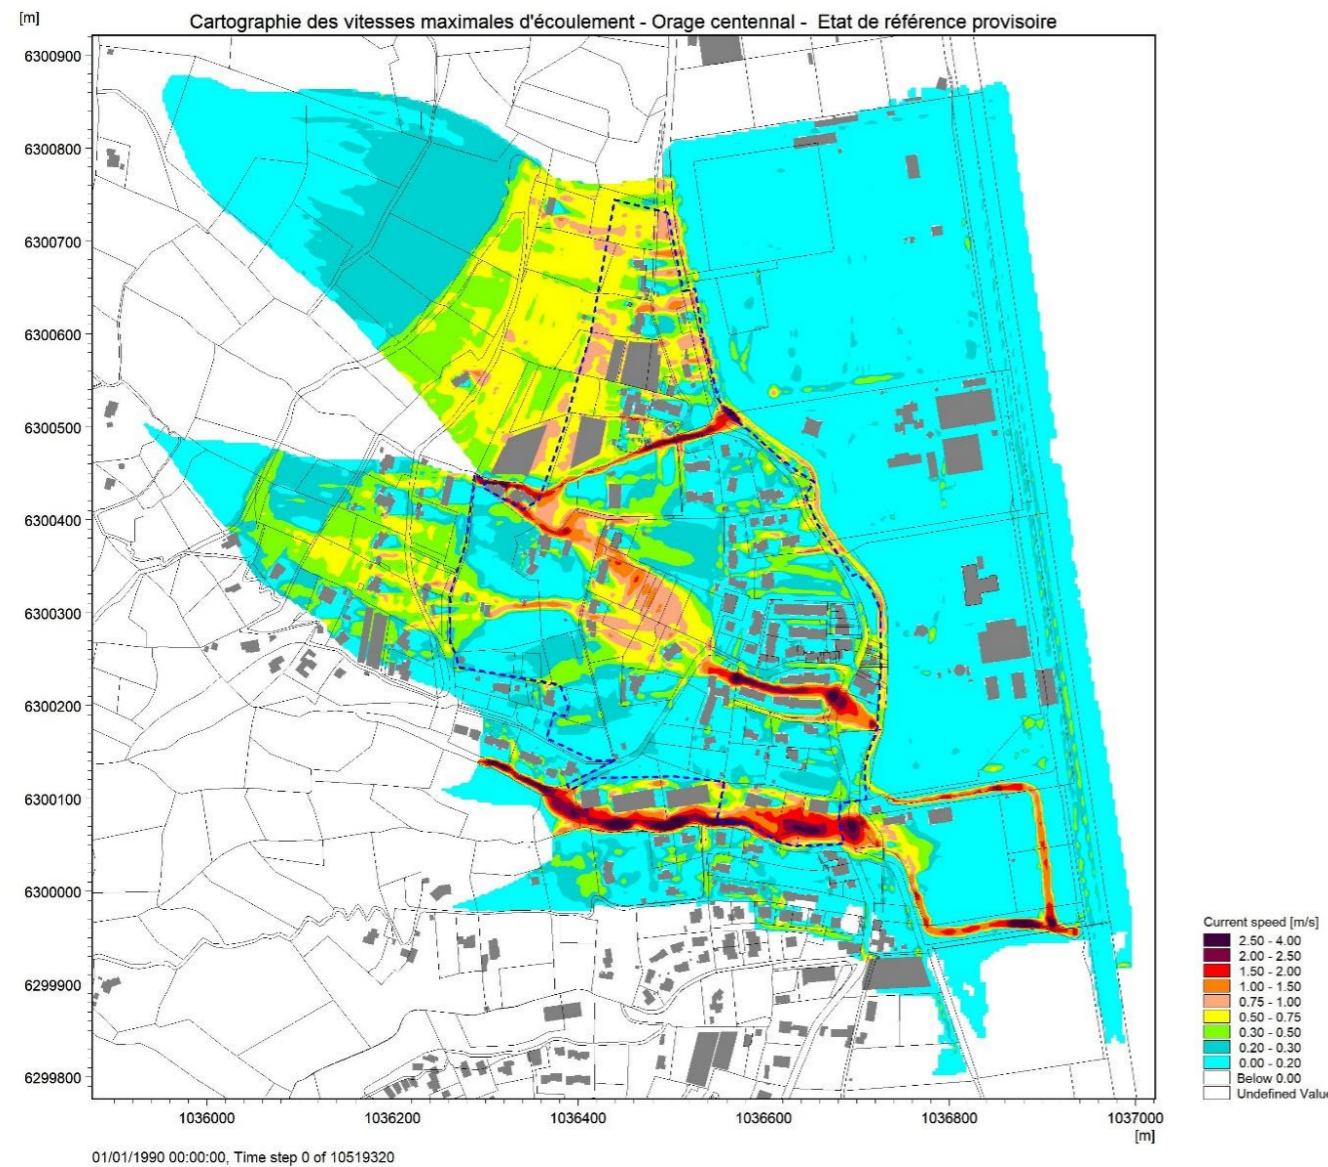 [m]
Cartographie des vitesses maximales d'écoulement - Orage centennal - Etat de référence provisoire
6300900
6300800
6300700
6300600
6300500
6300400
6300300
6300200
6300100
6300000
6299900
6299800
1036000 1036200 1036400 1036600 1036800 1037000
[m]
Current speed [m/s]
2.50 - 4.00
2.00 - 2.50
1.50 - 2.00
1.00 - 1.50
0.75 - 1.00
0.50 - 0.75
0.30 - 0.50
0.20 - 0.30
0.00 - 0.20
Below 0.00
Undefined Value
01/01/1990 00:00:00, Time step 0 of 10519320